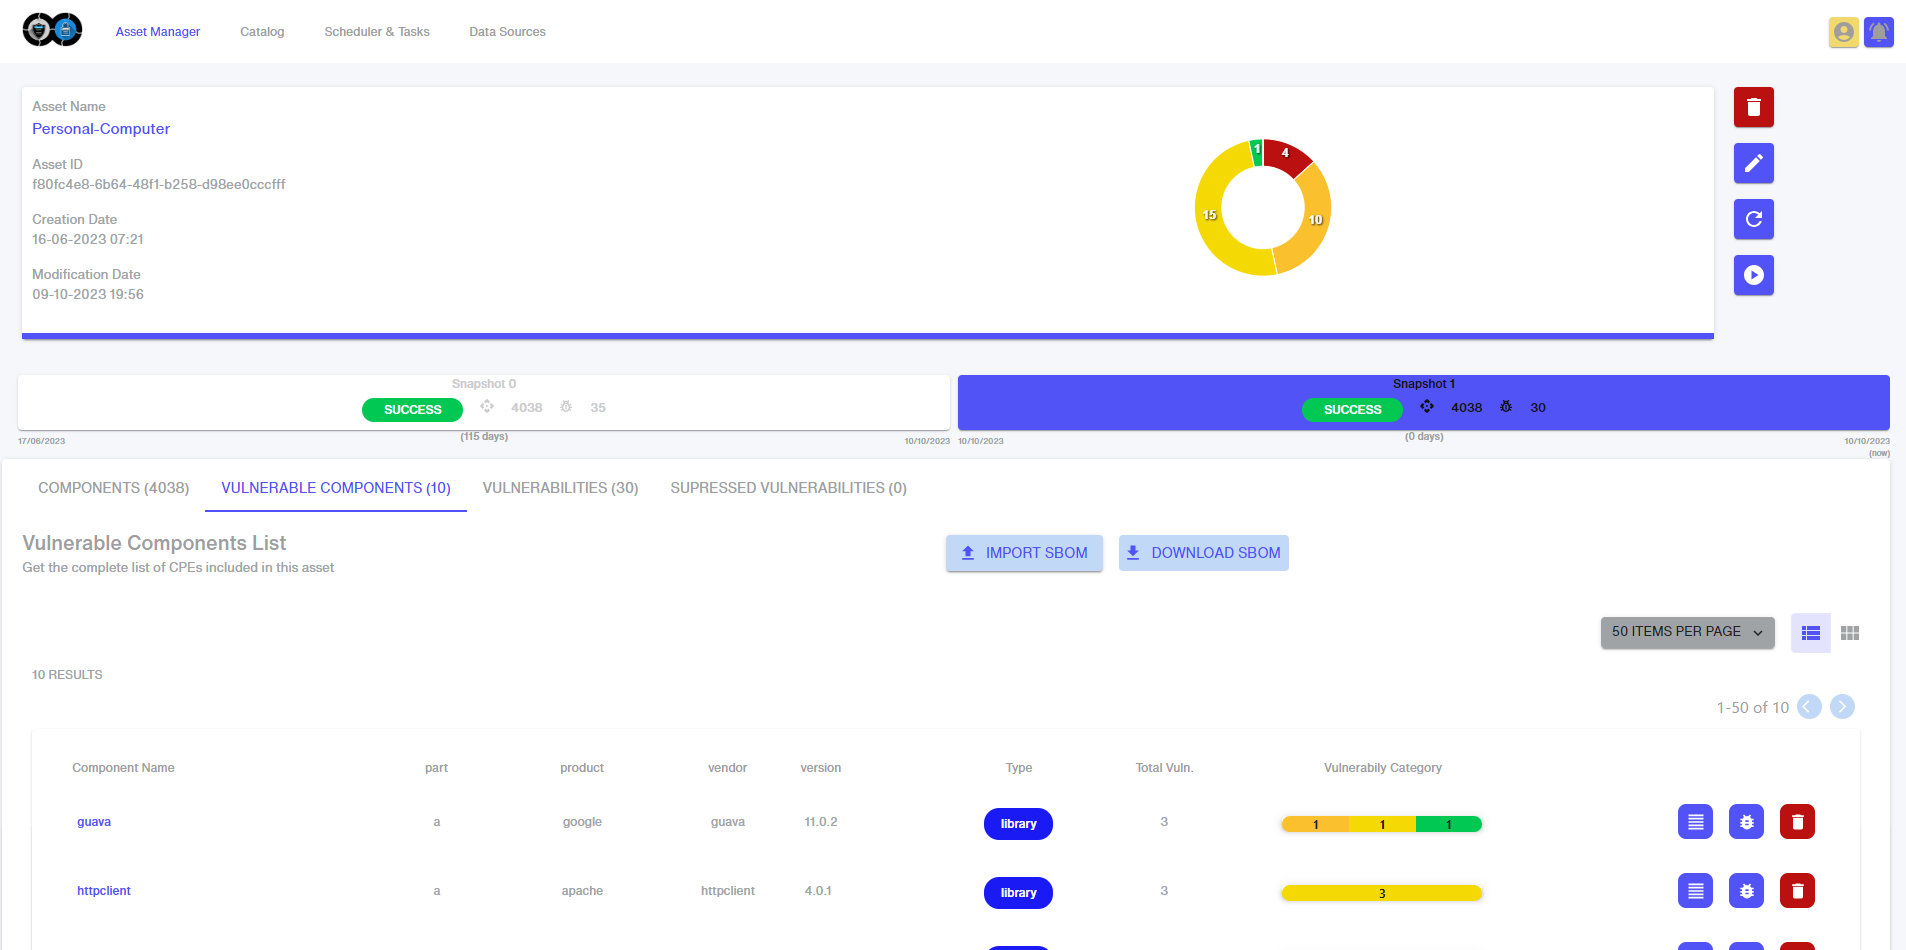 Asset Manager Catalog Scheduler & Tasks Data Sources
Asset Name
Personal-Computer
Asset ID
f80fc4e8-6b64-48f1-b258-d98ee0cccfff
Creation Date
16-06-2023 07:21
Modification Date
09-10-2023 19:56
1
4
15
10
Snapshot 0
SUCCESS 4038 35
17/06/2023 (115 days) 10/10/2023
Snapshot 1
SUCCESS 4038 30
10/10/2023 (0 days) 10/10/2023
(now)
COMPONENTS (4038) VULNERABLE COMPONENTS (10) VULNERABILITIES (30) SUPRESSED VULNERABILITIES (0)
Vulnerable Components List
Get the complete list of CPEs included in this asset
IMPORT SBOM DOWNLOAD SBOM
50 ITEMS PER PAGE
10 RESULTS
1-50 of 10
Component Name part product vendor version Type Total Vuln. Vulnerabily Category
guava a google guava 11.0.2 library 3 1 1 1
httpclient a apache httpclient 4.0.1 library 3 3